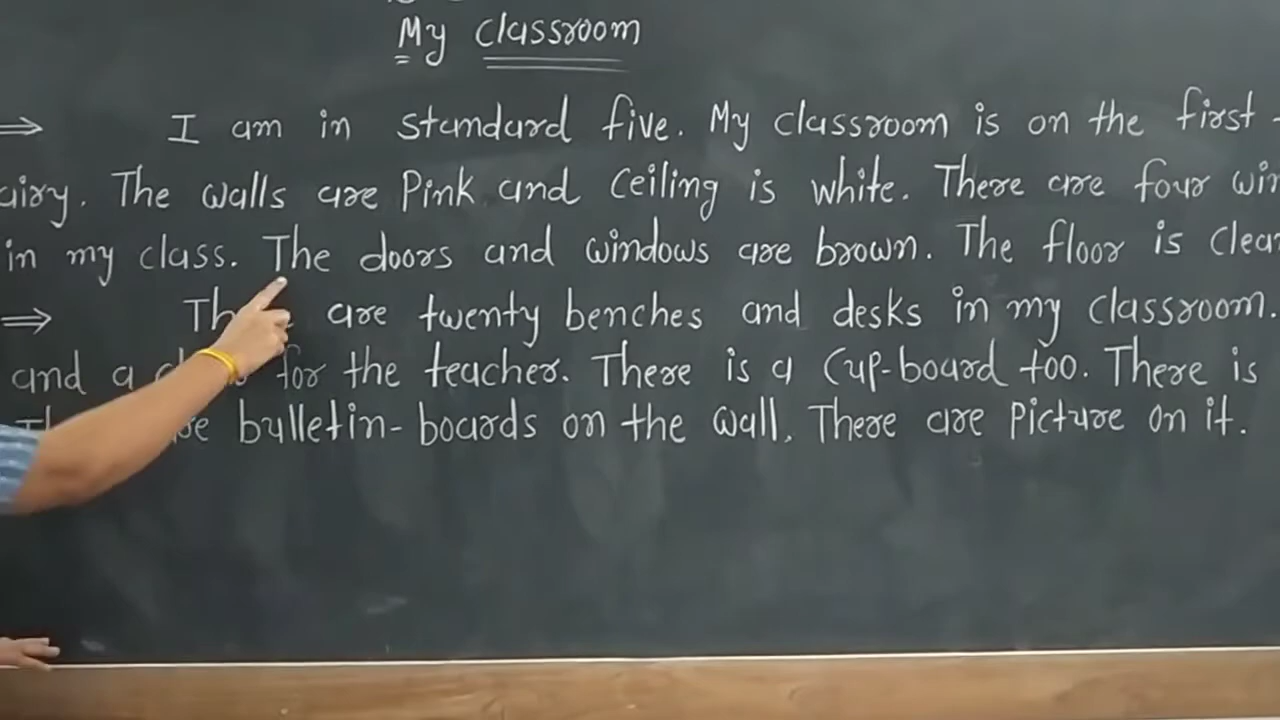 My classroom
⇒ I am in standard five. My classroom is on the first
airy. The walls are Pink and Ceiling is white. There are four
in my class. The doors and windows are brown. The floor is
⇒ are twenty benches and desks in my classroom.
and a for the teacher. There is a Cup-board too. There is
bulletin-boards on the wall. There are Picture on it.